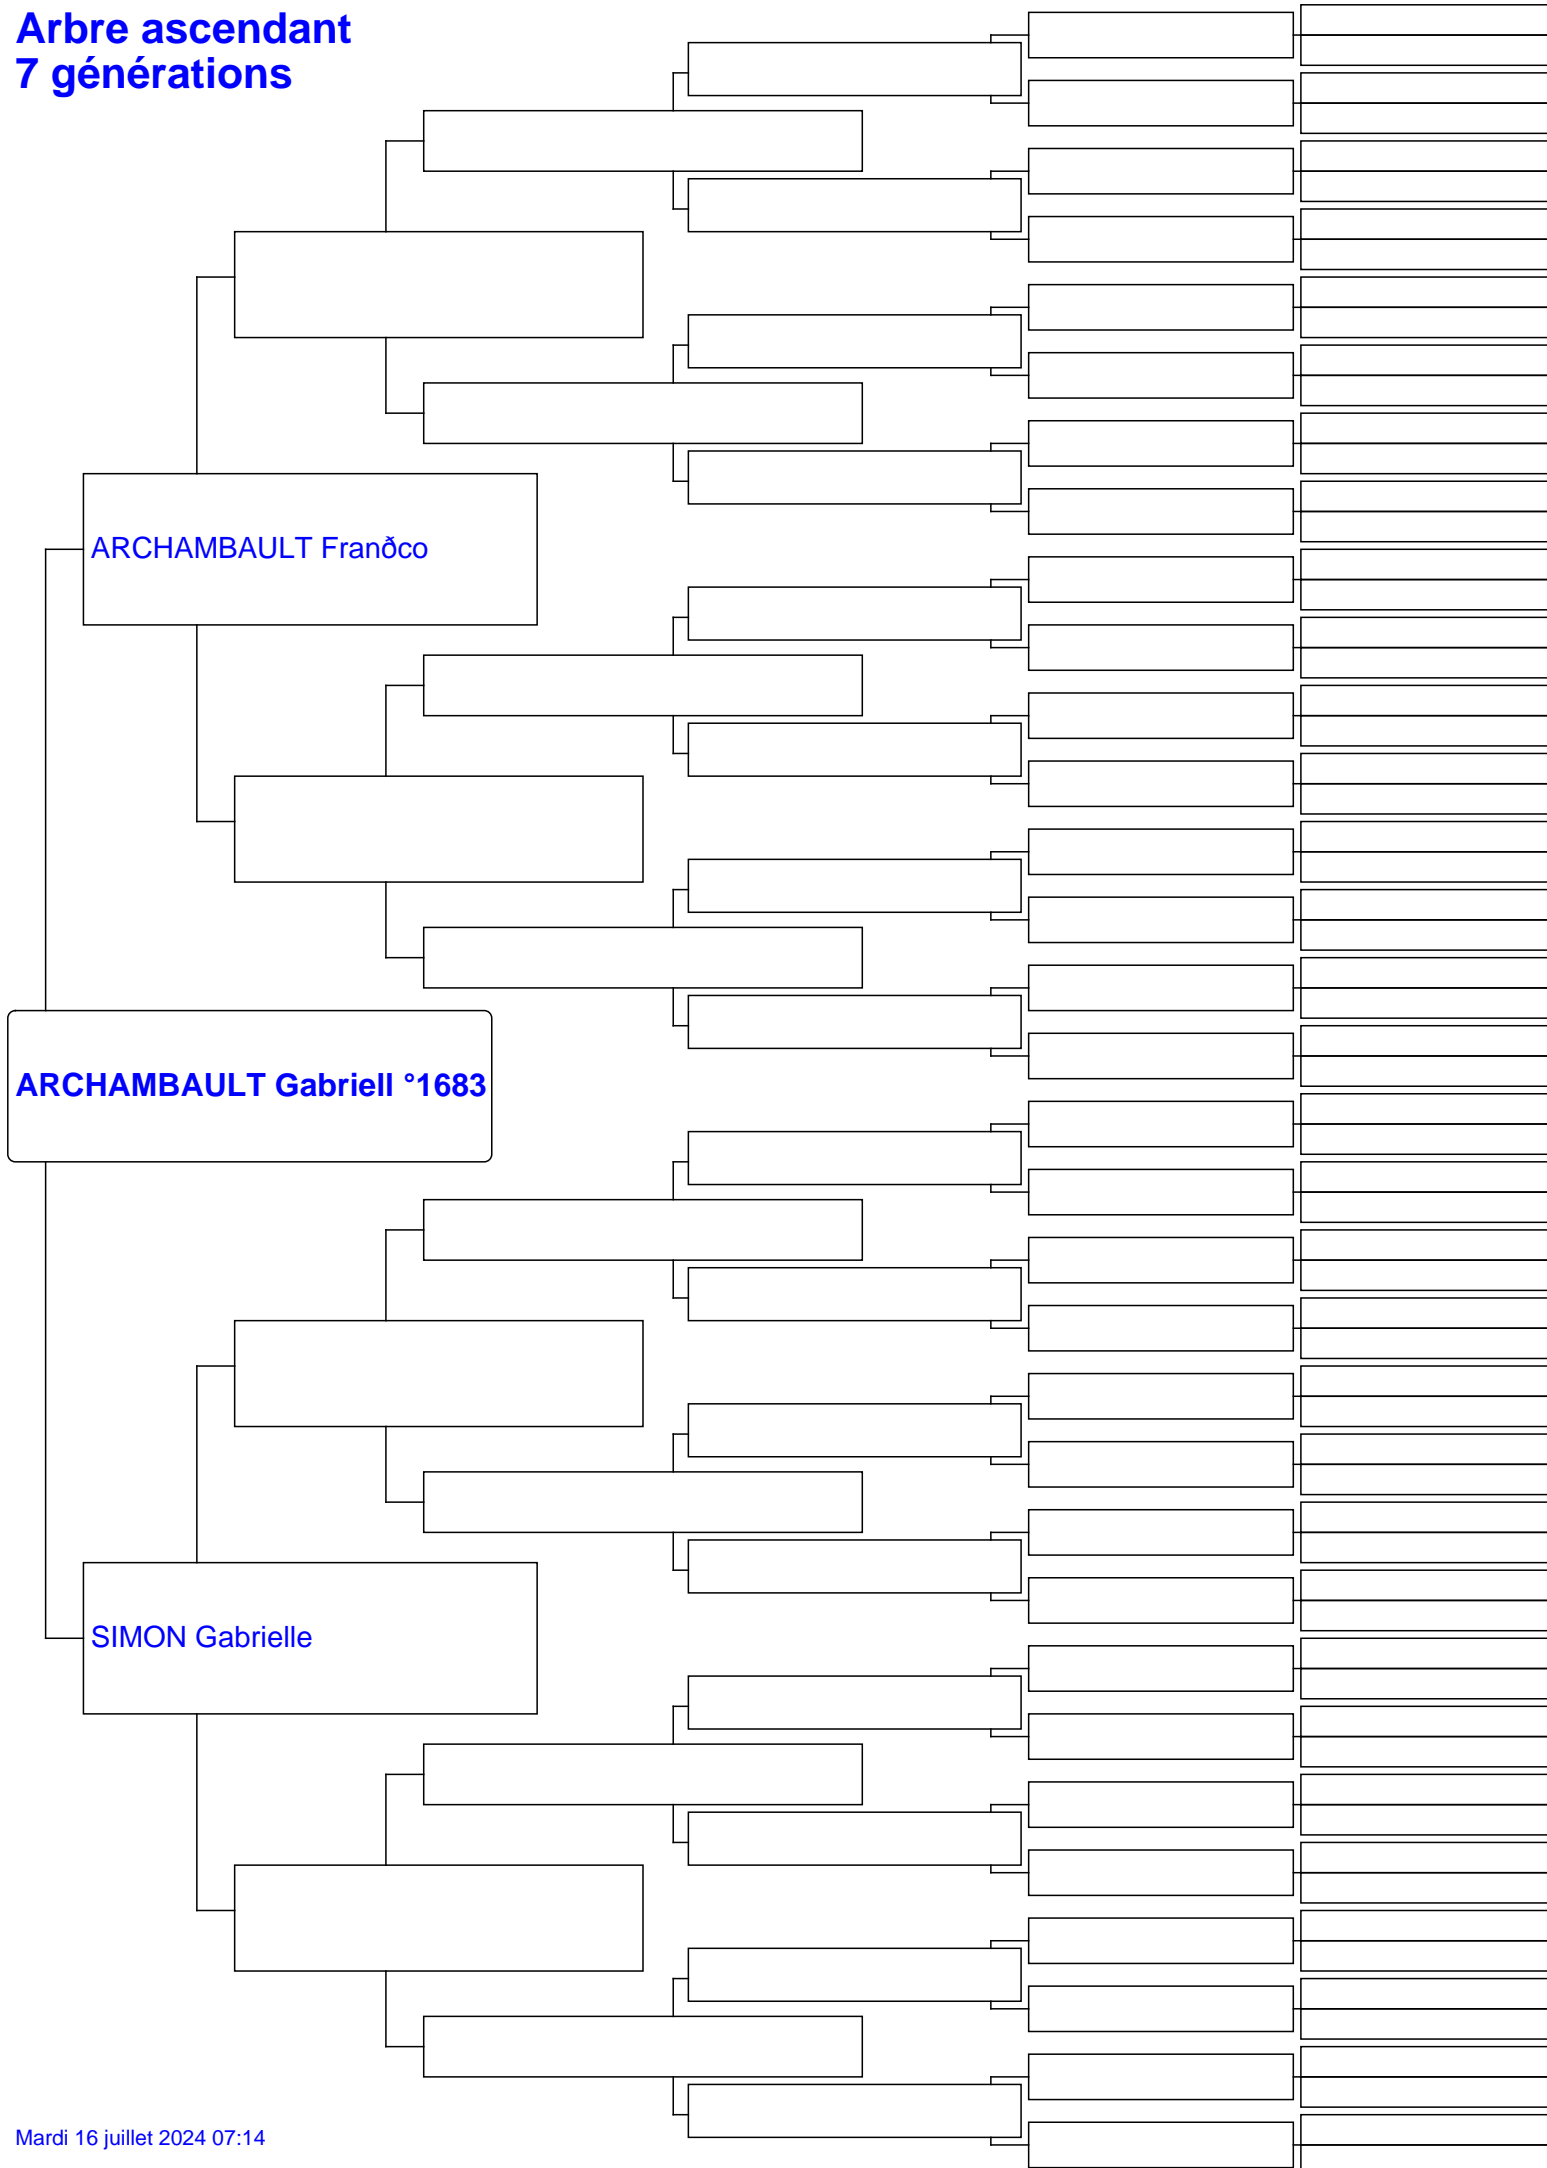 Arbre ascendant
7 générations
ARCHAMBAULT Franðco
ARCHAMBAULT Gabriell °1683
SIMON Gabrielle
Mardi 16 juillet 2024 07:14